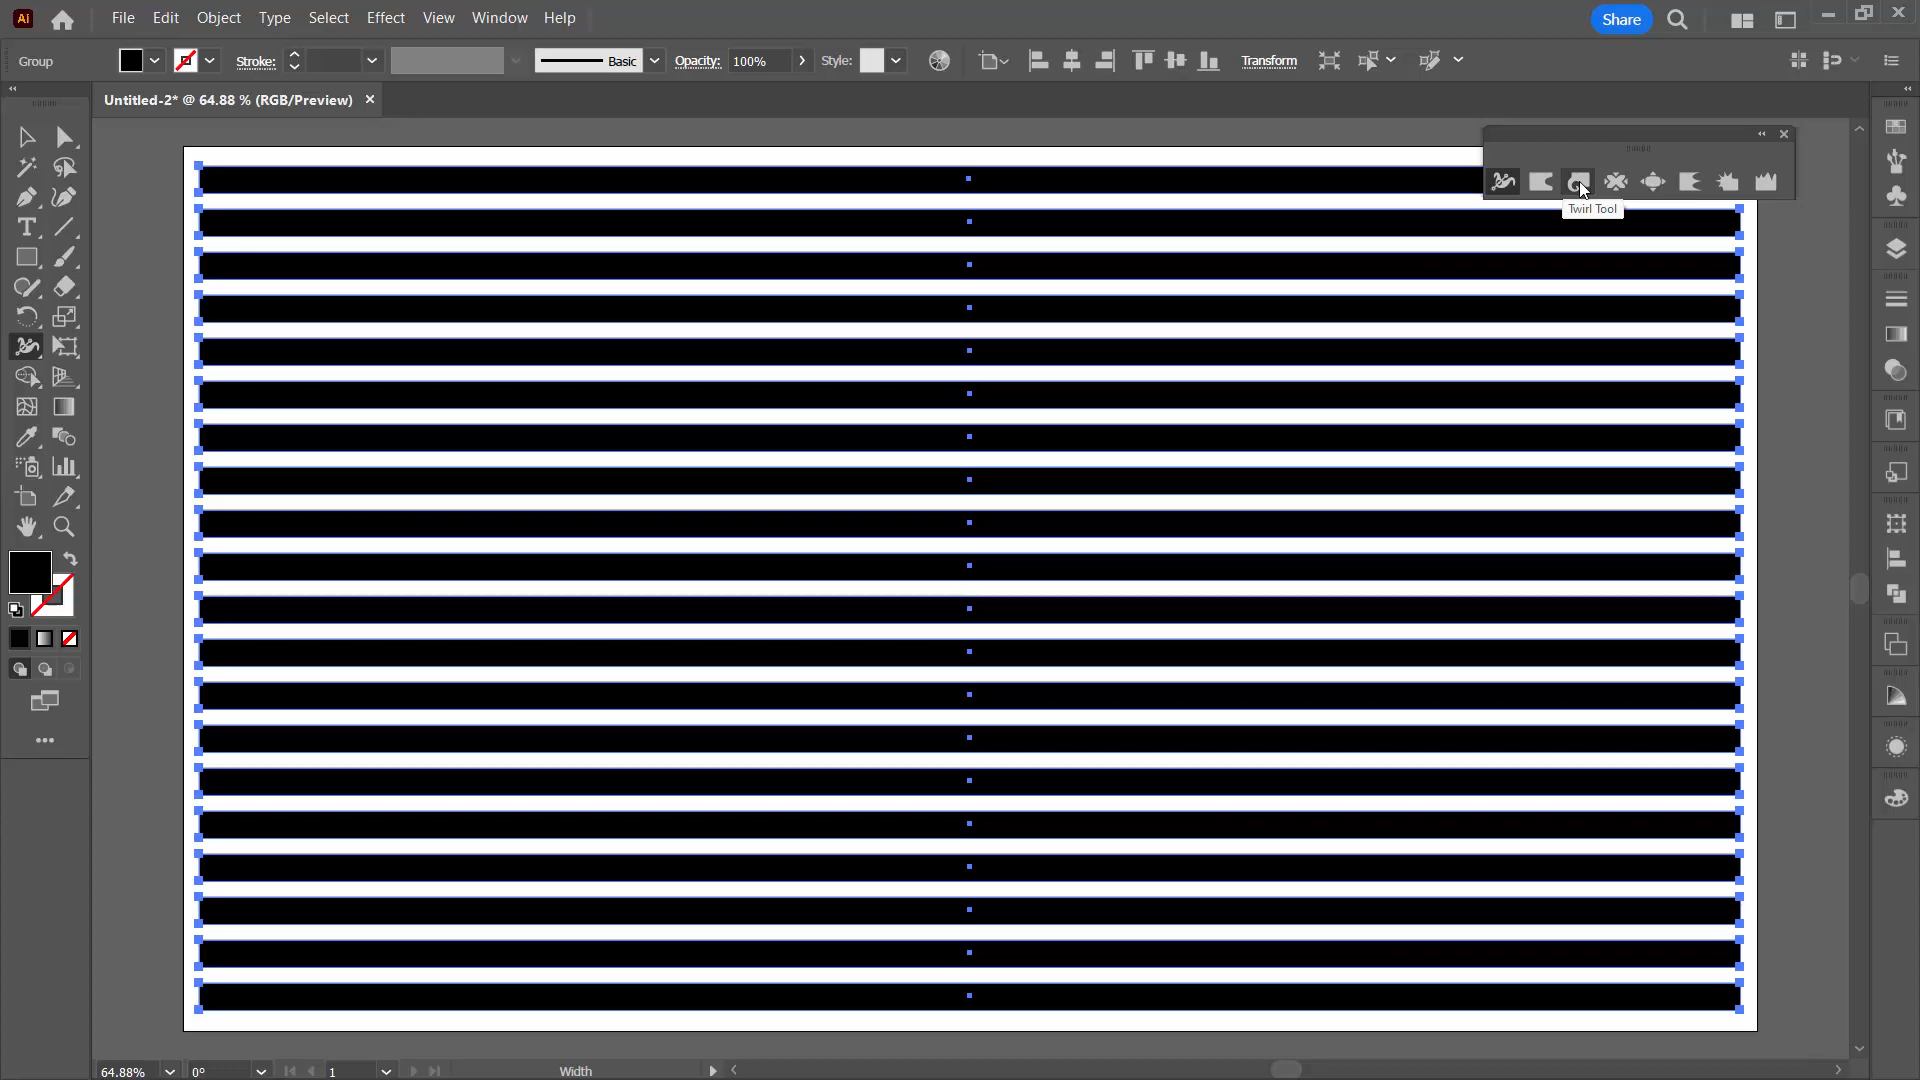 Ai File Edit Object Type Select Effect View Window Help Share
Group Stroke: Basic Opacity: 100% Style: Transform
Untitled-2* @ 64.88 % (RGB/Preview)
Twirl Tool
64.88% 0° 1 Width